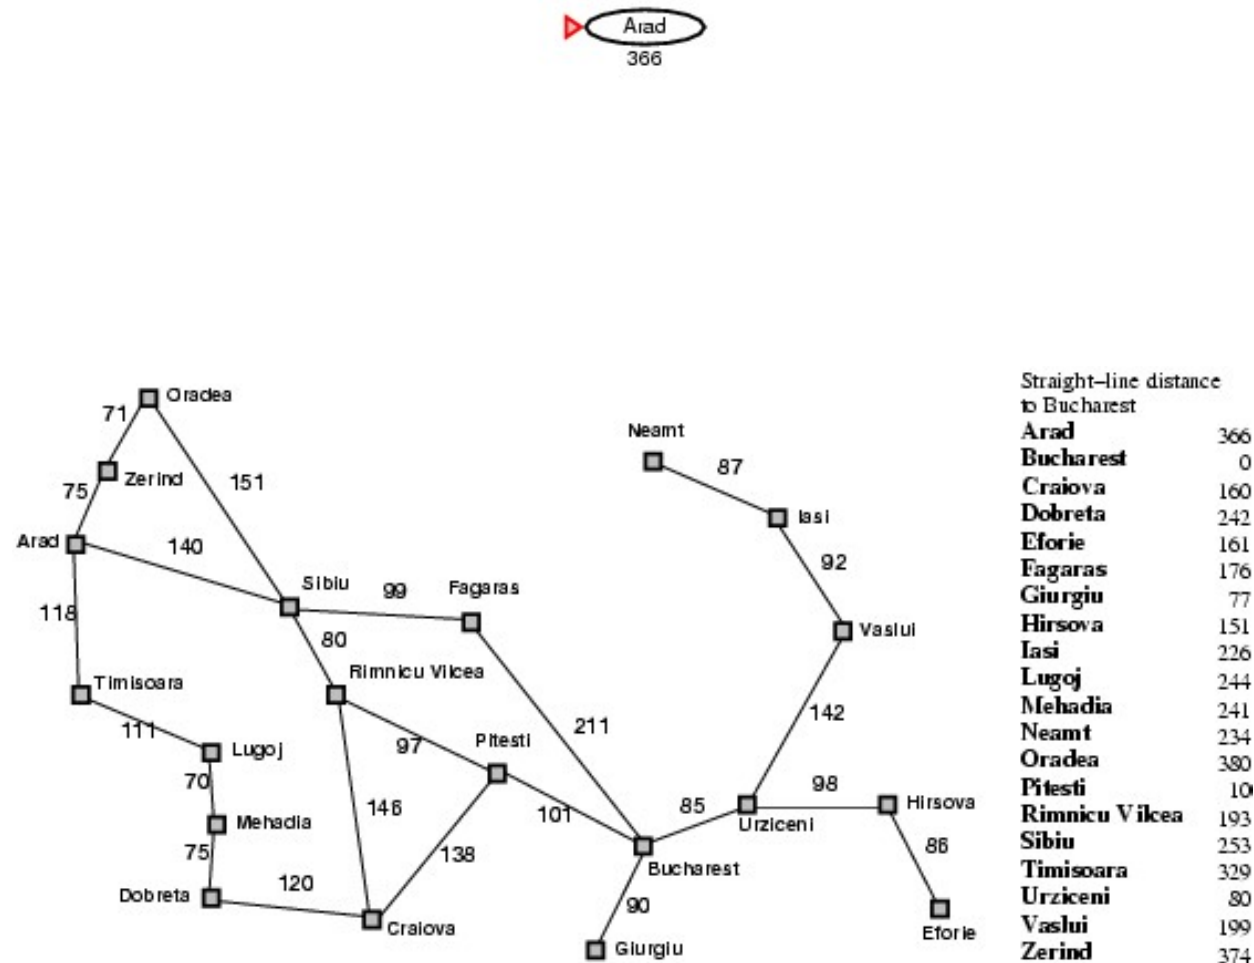 Arad
366
Oradea
71
Zerind
151
75
Arad
140
Sibiu
99
Fagaras
118
80
Rimnicu Vilcea
Timisoara
111
Lugoj
97
Pitesti
211
70
Mehadia
146
101
75
138
Dobreta
120
Craiova
Neamt
87
Iasi
92
Vaslui
142
98
Hirsova
85
Urziceni
86
Bucharest
90
Giurgiu
Eforie
Straight-line distance
to Bucharest
Arad 366
Bucharest 0
Craiova 160
Dobreta 242
Eforie 161
Fagaras 176
Giurgiu 77
Hirsova 151
Iasi 226
Lugoj 244
Mehadia 241
Neamt 234
Oradea 380
Pitesti
Rimnicu Vilcea 193
Sibiu 253
Timisoara 329
Urziceni 80
Vaslui 199
Zerind 374